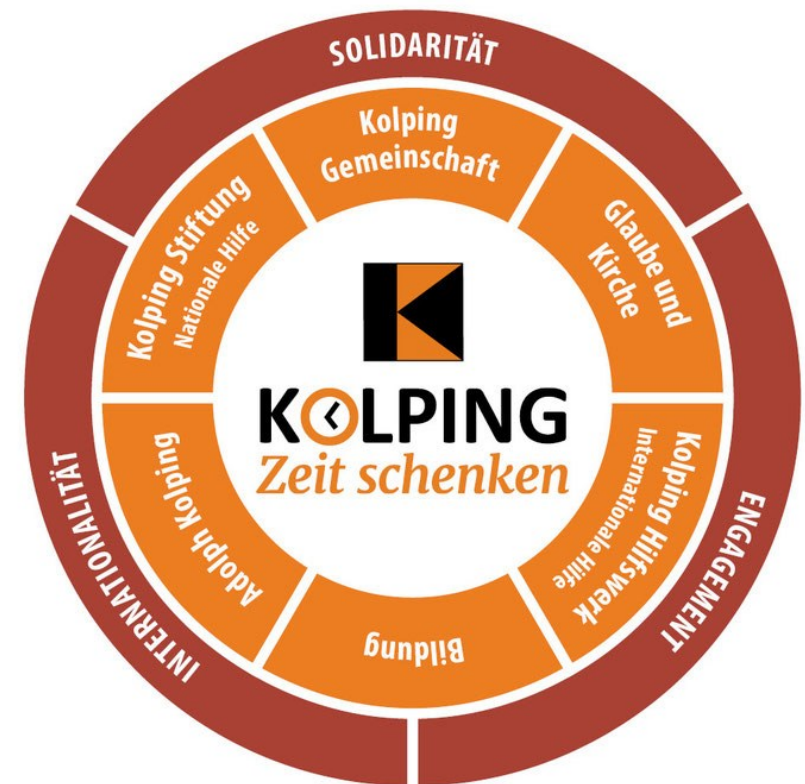 SOLIDARITÄT
Kolping
Gemeinschaft
Glaube und
Kirche
Kolping Hilfswerk
Internationale Hilfe
Bildung
Adolph Kolping
Kolping Stiftung
Nationale Hilfe
ENGAGEMENT
INTERNATIONALITÄT
KOLPING
Zeit schenken